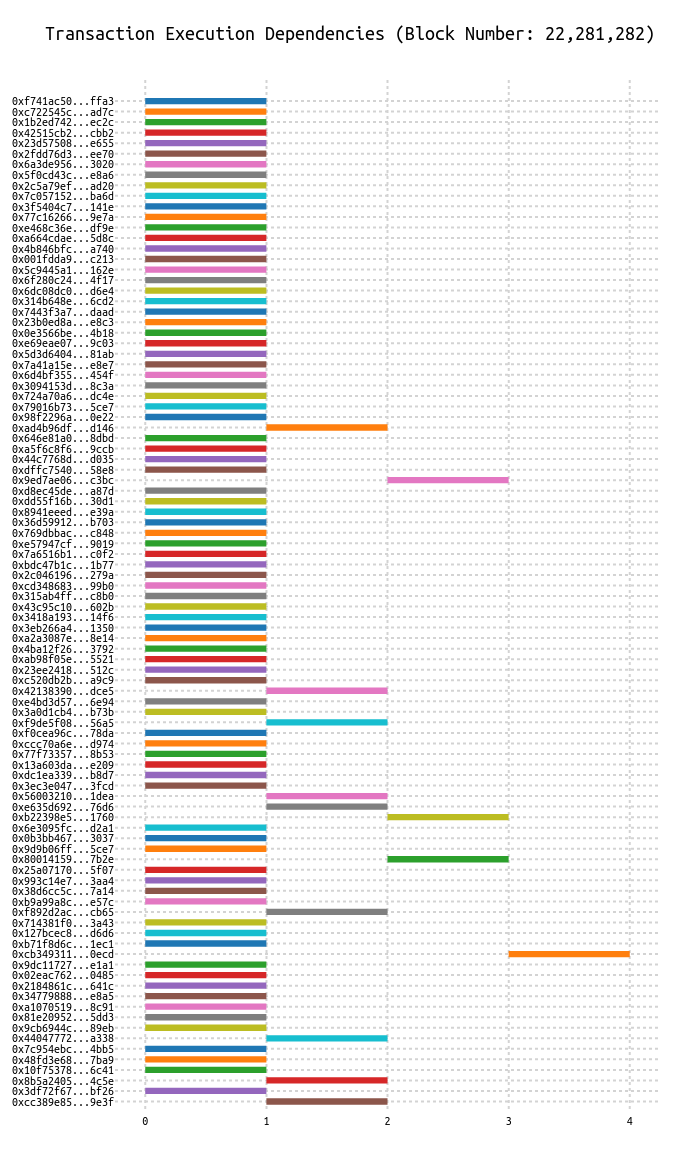 Transaction Execution Dependencies (Block Number: 22,281,282)
0xf741ac50...ffa3
0xc722545c...ad7c
0x1b2ed742...ec2c
0x42515cb2...cbb2
0x23d57508...e655
0x2fdd76d3...ee70
0x6a3de956...3020
0x5f0cd43c...e8a6
0x2c5a79ef...ad20
0x7c057152...ba6d
0x3f5404c7...141e
0x77c16266...9e7a
0xe468c36e...df9e
0xa664cdae...5d8c
0x4b846bfc...a740
0x001fdda9...c213
0x5c9445a1...162e
0x6f280c24...4f17
0x6dc08dc0...d6e4
0x314b648e...6cd2
0x7443f3a7...daad
0x23b0ed8a...e8c3
0x0e3566be...4b18
0xe69eae07...9c03
0x5d3d6404...81ab
0x7a41a15e...e8e7
0x6d4bf355...454f
0x3094153d...8c3a
0x724a70a6...dc4e
0x79016b73...5ce7
0x98f2296a...0e22
0xad4b96df...d146
0x646e81a0...8dbd
0xa5f6c8f6...9ccb
0x44c7768d...d035
0xdffc7540...58e8
0x9ed7ae06...c3bc
0xd8ec45de...a87d
0xdd55f16b...30d1
0x8941eeed...e39a
0x36d59912...b703
0x769dbbac...c848
0xe57947cf...9019
0x7a6516b1...c0f2
0xbdc47b1c...1b77
0x2c046196...279a
0xcd348683...99b0
0x315ab4ff...c8b0
0x43c95c10...602b
0x3418a193...14f6
0x3eb266a4...1350
0xa2a3087e...8e14
0x4ba12f26...3792
0xab98f05e...5521
0x23ee2418...512c
0xc520db2b...a9c9
0x42138390...dce5
0xe4bd3d57...6e94
0x3a0d1cb4...b73b
0xf9de5f08...56a5
0xf0cea96c...78da
0xccc70a6e...d974
0x77f73357...8b53
0x13a603da...e209
0xdc1ea339...b8d7
0x3ec3e047...3fcd
0x56003210...1dea
0xe635d692...76d6
0xb22398e5...1760
0x6e3095fc...d2a1
0x0b3bb467...3037
0x9d9b06ff...5ce7
0x80014159...7b2e
0x25a07170...5f07
0x993c14e7...3aa4
0x38d6cc5c...7a14
0xb9a99a8c...e57c
0xf892d2ac...cb65
0x714381f0...3a43
0x127bcec8...d6d6
0xb71f8d6c...1ec1
0xcb349311...0ecd
0x9dc11727...e1a1
0x02eac762...0485
0x2184861c...641c
0x34779888...e8a5
0xa1070519...8c91
0x81e20952...5dd3
0x9cb6944c...89eb
0x44047772...a338
0x7c954ebc...4bb5
0x48fd3e68...7ba9
0x10f75378...6c41
0x8b5a2405...4c5e
0x3df72f67...bf26
0xcc389e85...9e3f
0 1 2 3 4